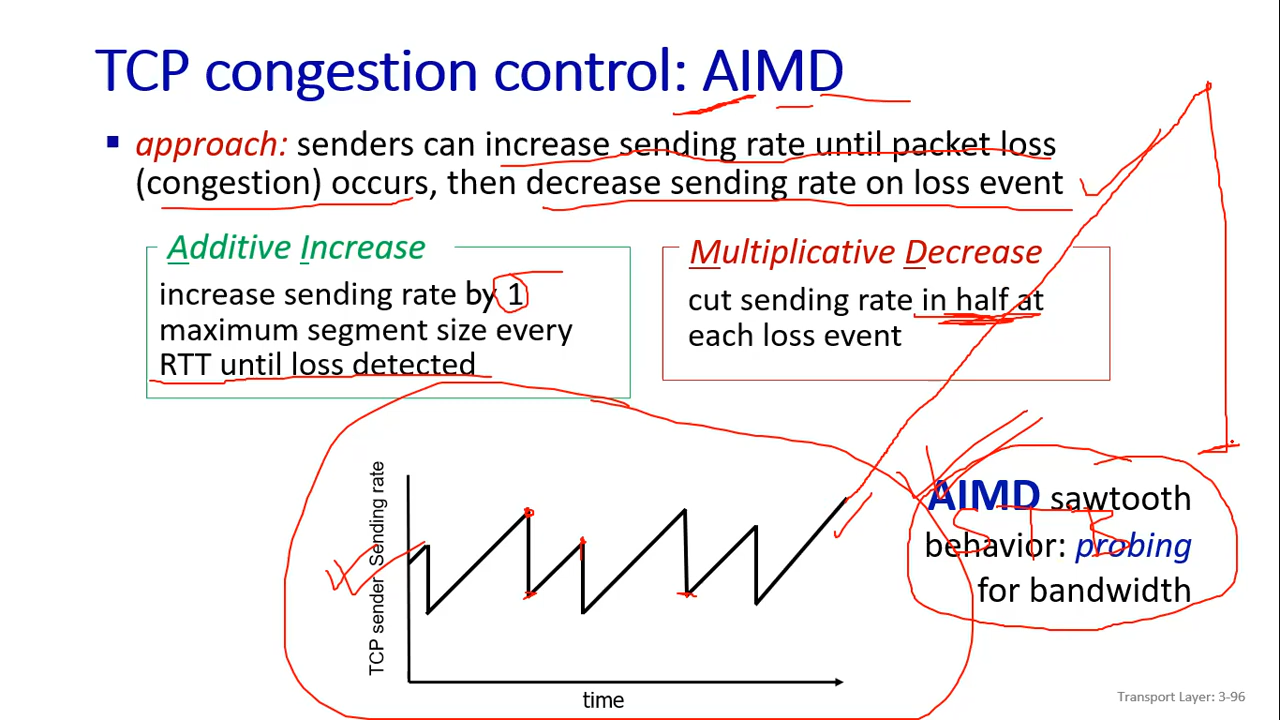 TCP congestion control: AIMD
approach: senders can increase sending rate until packet loss
(congestion) occurs, then decrease sending rate on loss event
Additive Increase
increase sending rate by 1
maximum segment size every
RTT until loss detected
Multiplicative Decrease
cut sending rate in half at
each loss event
TCP sender Sending rate
time
AIMD sawtooth
behavior: probing
for bandwidth
Transport Layer: 3-96